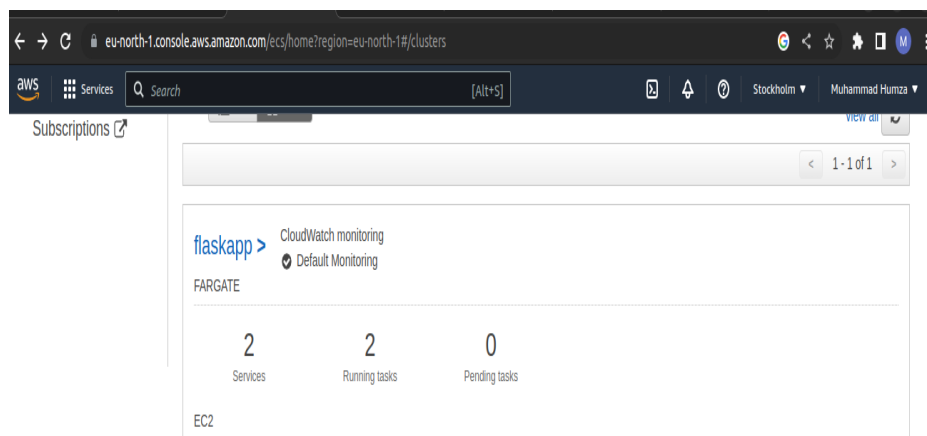 eu-north-1.console.aws.amazon.com/ecs/home?region=eu-north-1#/clusters
G M
aws Services Search [Alt+S] Stockholm ▼ Muhammad Humza ▼
Subscriptions
view all
< 1 - 1 of 1 >
flaskapp >
CloudWatch monitoring
Default Monitoring
FARGATE
2 2 0
Services Running tasks Pending tasks
EC2